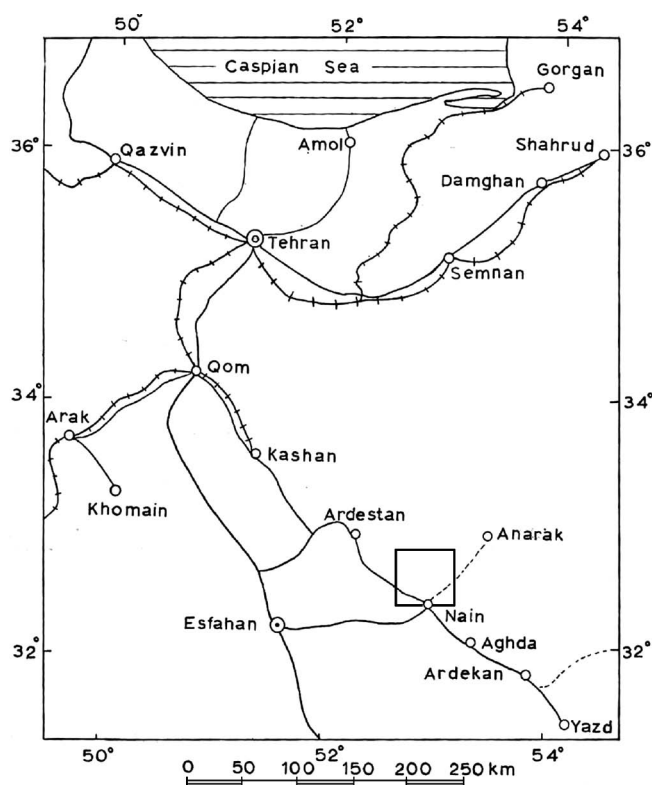 50° 52° 54°
Caspian Sea
Gorgan
36° Qazvin Amol Shahrud 36°
Damghan
Tehran
Semnan
Qom
34° 34°
Arak
Kashan
Khomain Ardestan
Anarak
Esfahan Nain
32° Aghda 32°
Ardekan
Yazd
50° 52° 54°
0 50 100 150 200 250 km